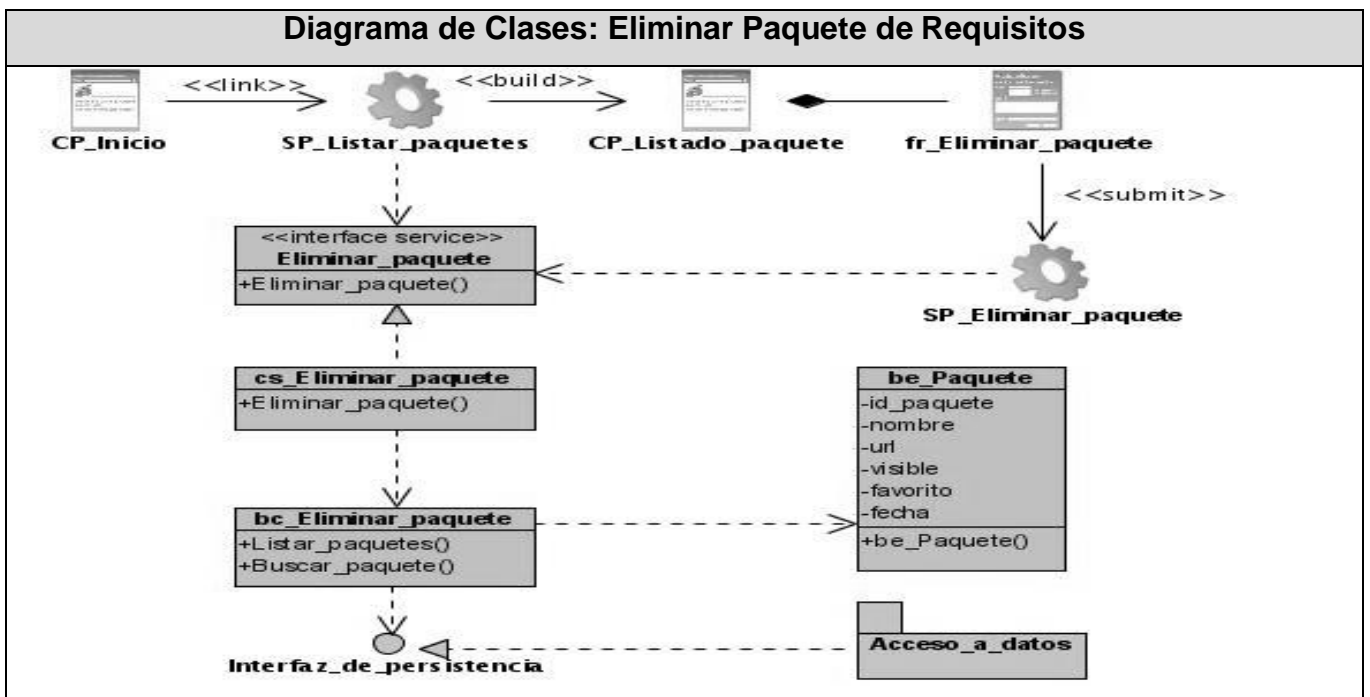 Diagrama de Clases: Eliminar Paquete de Requisitos
<<link>>
<<build>>
CP_Inicio
SP_Listar_paquetes
CP_Listado_paquete
fr_Eliminar_paquete
<<submit>>
<<interface service>>
Eliminar_paquete
+Eliminar_paquete()
SP_Eliminar_paquete
cs_Eliminar_paquete
+Eliminar_paquete()
be_Paquete
-id_paquete
-nombre
-url
-visible
-favorito
-fecha
+be_Paquete()
bc_Eliminar_paquete
+Listar_paquetes()
+Buscar_paquete()
Interfaz_de_persistencia
Acceso_a_datos